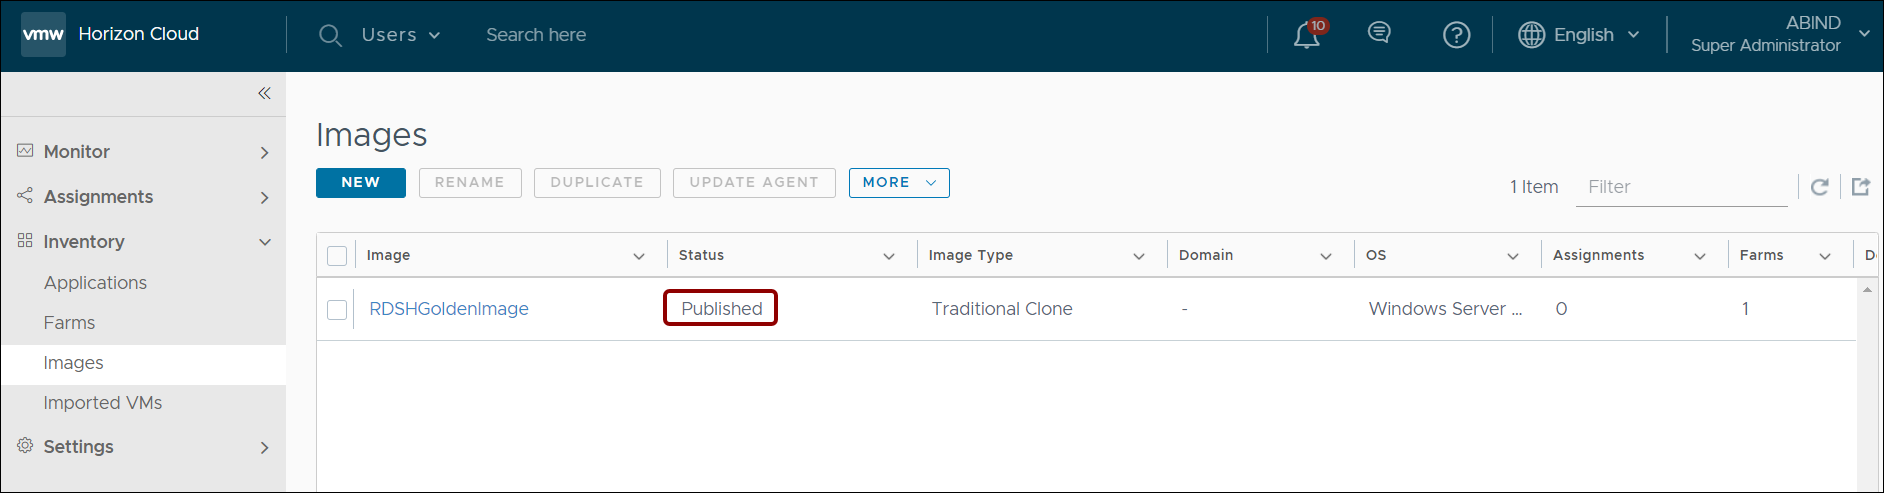 vmw Horizon Cloud Users Search here 10 ? English ABIND
Super Administrator
Monitor
Assignments
Inventory
Applications
Farms
Images
Imported VMs
Settings
Images
NEW RENAME DUPLICATE UPDATE AGENT MORE 1 Item Filter
Image Status Image Type Domain OS Assignments Farms D
RDSHGoldenImage Published Traditional Clone - Windows Server ... 0 1